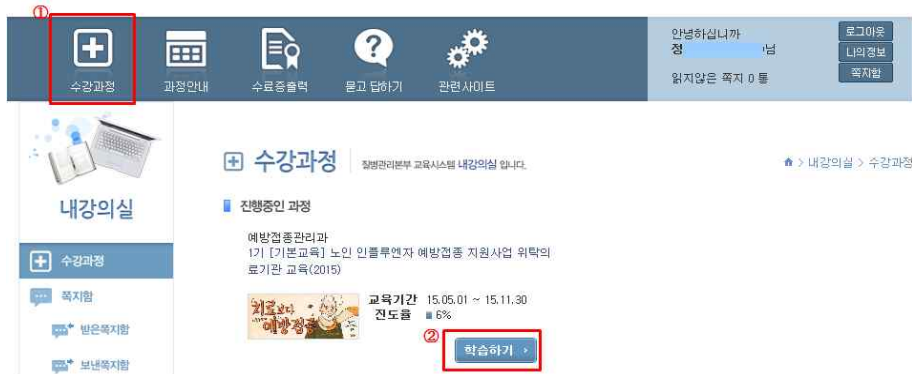 ①
수강과정
과정안내
수료증출력
묻고 답하기
관련사이트
안녕하십니까
정 님
읽지않은 쪽지 0 통
로그아웃
나의정보
쪽지함
내강의실
수강과정
쪽지함
받은쪽지함
보낸쪽지함
수강과정
질병관리본부 교육시스템 내강의실 입니다.
> 내강의실 > 수강과정
진행중인 과정
예방접종관리과
1기 [기본교육] 노인 인플루엔자 예방접종 지원사업 위탁의
료기관 교육(2015)
치료보다
예방접종
교육기간 15.05.01 ~ 15.11.30
진도율 6%
②
학습하기 >